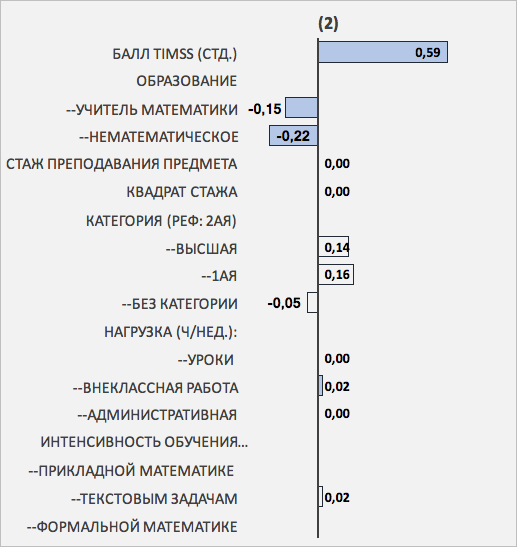 (2)
БАЛЛ TIMSS (СТД.) 0,59
ОБРАЗОВАНИЕ
--УЧИТЕЛЬ МАТЕМАТИКИ -0,15
--НЕМАТЕМАТИЧЕСКОЕ -0,22
СТАЖ ПРЕПОДАВАНИЯ ПРЕДМЕТА 0,00
КВАДРАТ СТАЖА 0,00
КАТЕГОРИЯ (РЕФ: 2АЯ)
--ВЫСШАЯ 0,14
--1АЯ 0,16
--БЕЗ КАТЕГОРИИ -0,05
НАГРУЗКА (Ч/НЕД.):
--УРОКИ 0,00
--ВНЕКЛАССНАЯ РАБОТА 0,02
--АДМИНИСТРАТИВНАЯ 0,00
ИНТЕНСИВНОСТЬ ОБУЧЕНИЯ...
--ПРИКЛАДНОЙ МАТЕМАТИКЕ
--ТЕКСТОВЫМ ЗАДАЧАМ 0,02
--ФОРМАЛЬНОЙ МАТЕМАТИКЕ